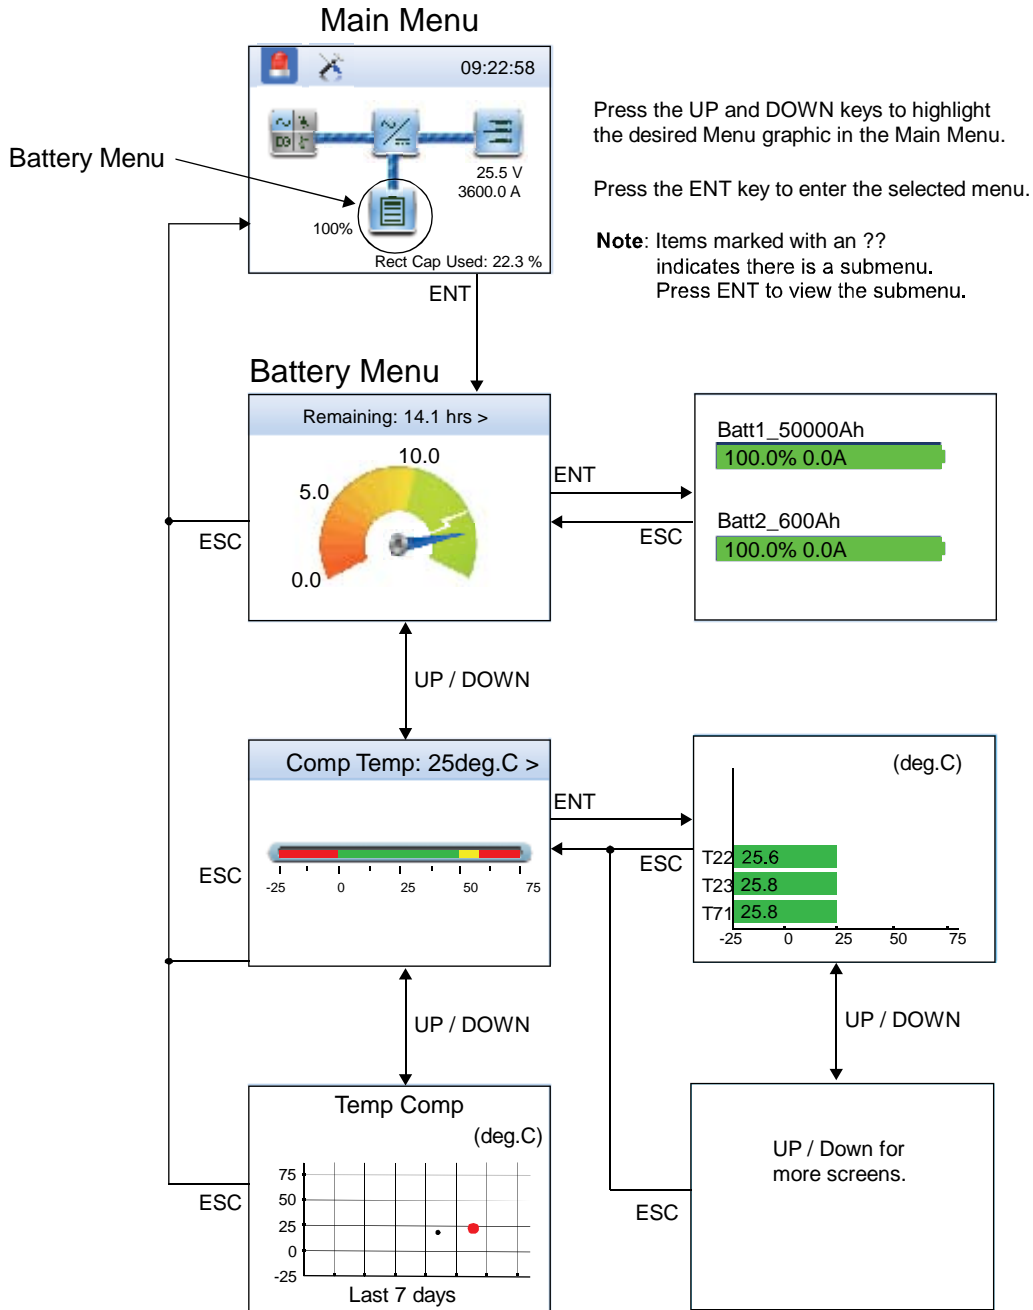 Main Menu
09:22:58
Press the UP and DOWN keys to highlight
the desired Menu graphic in the Main Menu.
Battery Menu
25.5 V
3600.0 A
Press the ENT key to enter the selected menu.
100%
Rect Cap Used: 22.3 %
Note: Items marked with an ??
indicates there is a submenu.
Press ENT to view the submenu.
ENT
Battery Menu
Remaining: 14.1 hrs >
10.0
5.0
0.0
ENT
ESC
ESC
Batt1_50000Ah
100.0% 0.0A
Batt2_600Ah
100.0% 0.0A
UP / DOWN
Comp Temp: 25deg.C >
-25 0 25 50 75
ESC
ENT
ESC
(deg.C)
T22 25.6
T23 25.8
T71 25.8
-25 0 25 50 75
UP / DOWN
UP / DOWN
Temp Comp
(deg.C)
75
50
25
0
-25
Last 7 days
ESC
ESC
UP / Down for
more screens.